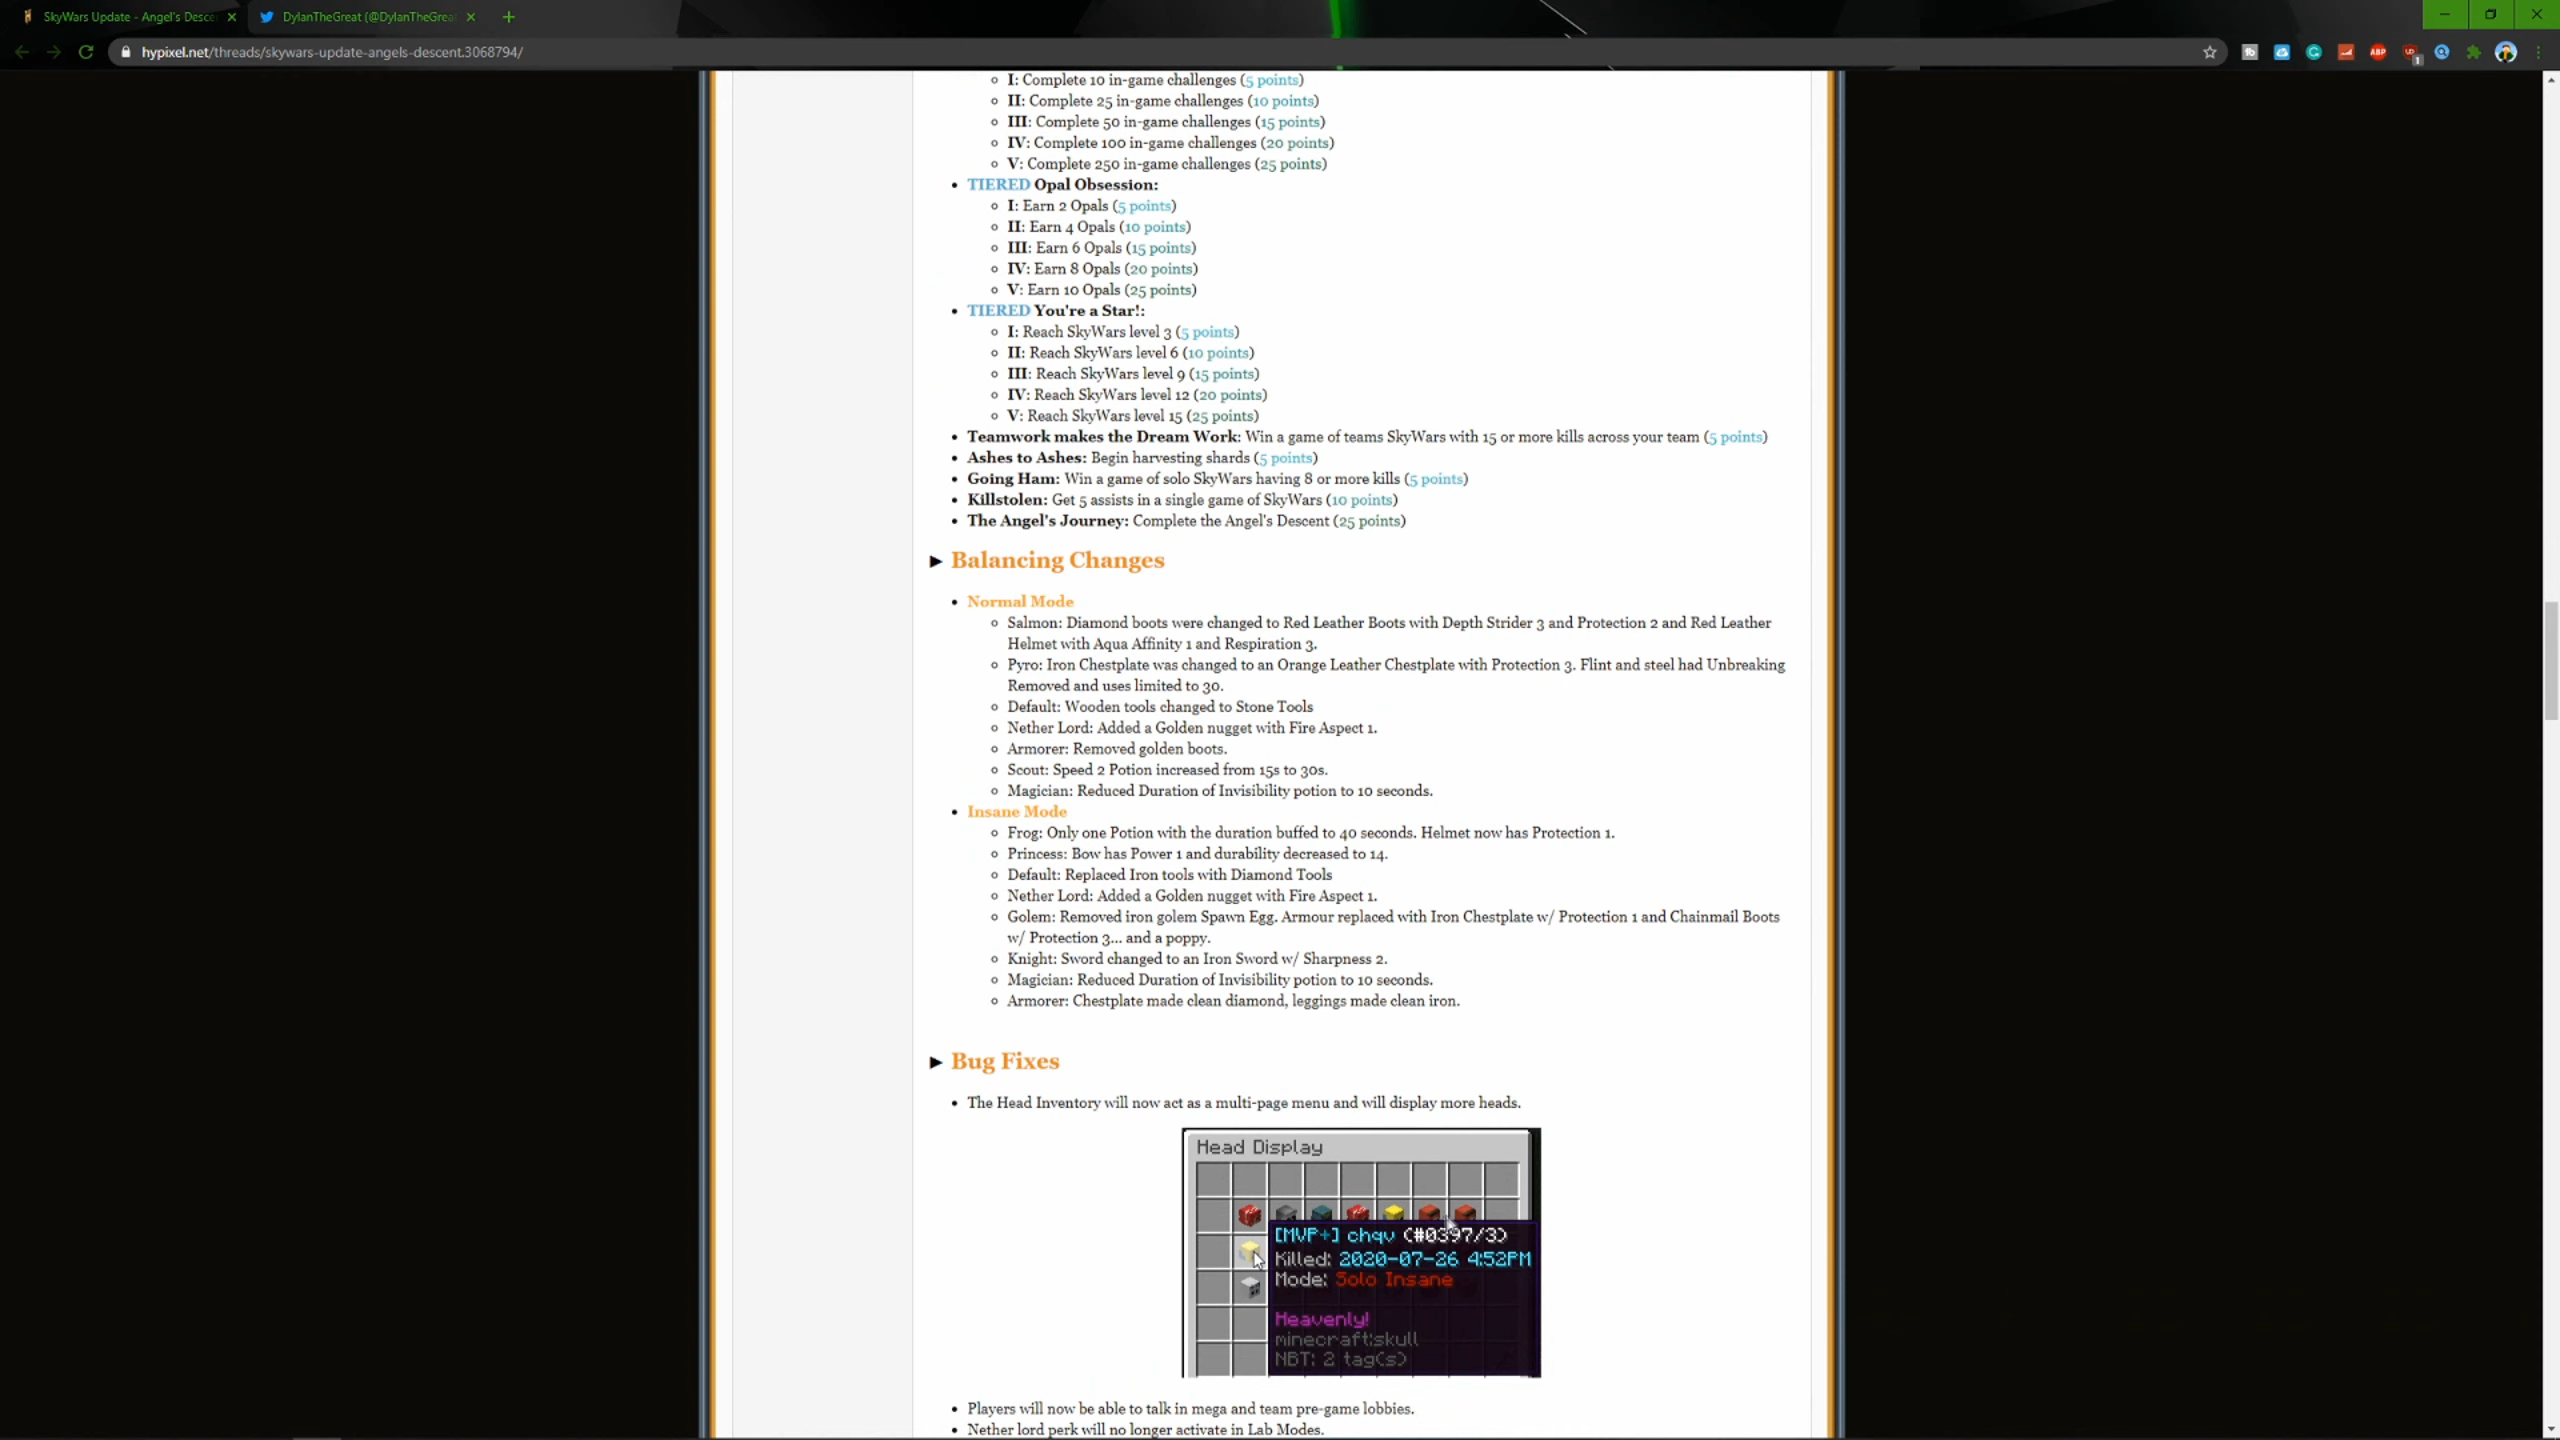 SkyWars Update - Angel's Desce
DylanTheGreat (@DylanTheGrea
hypixel.net/threads/skywars-update-angels-descent.3068794/
ABP
I: Complete 10 in-game challenges (5 points)
II: Complete 25 in-game challenges (10 points)
III: Complete 50 in-game challenges (15 points)
IV: Complete 100 in-game challenges (20 points)
V: Complete 250 in-game challenges (25 points)
TIERED Opal Obsession:
I: Earn 2 Opals (5 points)
II: Earn 4 Opals (10 points)
III: Earn 6 Opals (15 points)
IV: Earn 8 Opals (20 points)
V: Earn 10 Opals (25 points)
TIERED You're a Star!:
I: Reach SkyWars level 3 (5 points)
II: Reach SkyWars level 6 (10 points)
III: Reach SkyWars level 9 (15 points)
IV: Reach SkyWars level 12 (20 points)
V: Reach SkyWars level 15 (25 points)
Teamwork makes the Dream Work: Win a game of teams SkyWars with 15 or more kills across your team (5 points)
Ashes to Ashes: Begin harvesting shards (5 points)
Going Ham: Win a game of solo SkyWars having 8 or more kills (5 points)
Killstolen: Get 5 assists in a single game of SkyWars (10 points)
The Angel's Journey: Complete the Angel's Descent (25 points)
► Balancing Changes
Normal Mode
Salmon: Diamond boots were changed to Red Leather Boots with Depth Strider 3 and Protection 2 and Red Leather
Helmet with Aqua Affinity 1 and Respiration 3.
Pyro: Iron Chestplate was changed to an Orange Leather Chestplate with Protection 3. Flint and steel had Unbreaking
Removed and uses limited to 30.
Default: Wooden tools changed to Stone Tools
Nether Lord: Added a Golden nugget with Fire Aspect 1.
Armorer: Removed golden boots.
Scout: Speed 2 Potion increased from 15s to 30s.
Magician: Reduced Duration of Invisibility potion to 10 seconds.
Insane Mode
Frog: Only one Potion with the duration buffed to 40 seconds. Helmet now has Protection 1.
Princess: Bow has Power 1 and durability decreased to 14.
Default: Replaced Iron tools with Diamond Tools
Nether Lord: Added a Golden nugget with Fire Aspect 1.
Golem: Removed iron golem Spawn Egg. Armour replaced with Iron Chestplate w/ Protection 1 and Chainmail Boots
w/ Protection 3... and a poppy.
Knight: Sword changed to an Iron Sword w/ Sharpness 2.
Magician: Reduced Duration of Invisibility potion to 10 seconds.
Armorer: Chestplate made clean diamond, leggings made clean iron.
► Bug Fixes
The Head Inventory will now act as a multi-page menu and will display more heads.
Head Display
[MVP+] chqv (#0397/3)
Killed: 2020-07-26 4:52PM
Mode: Solo Insane
Heavenly!
minecraft:skull
NBT: 2 tag(s)
Players will now be able to talk in mega and team pre-game lobbies.
Nether lord perk will no longer activate in Lab Modes.